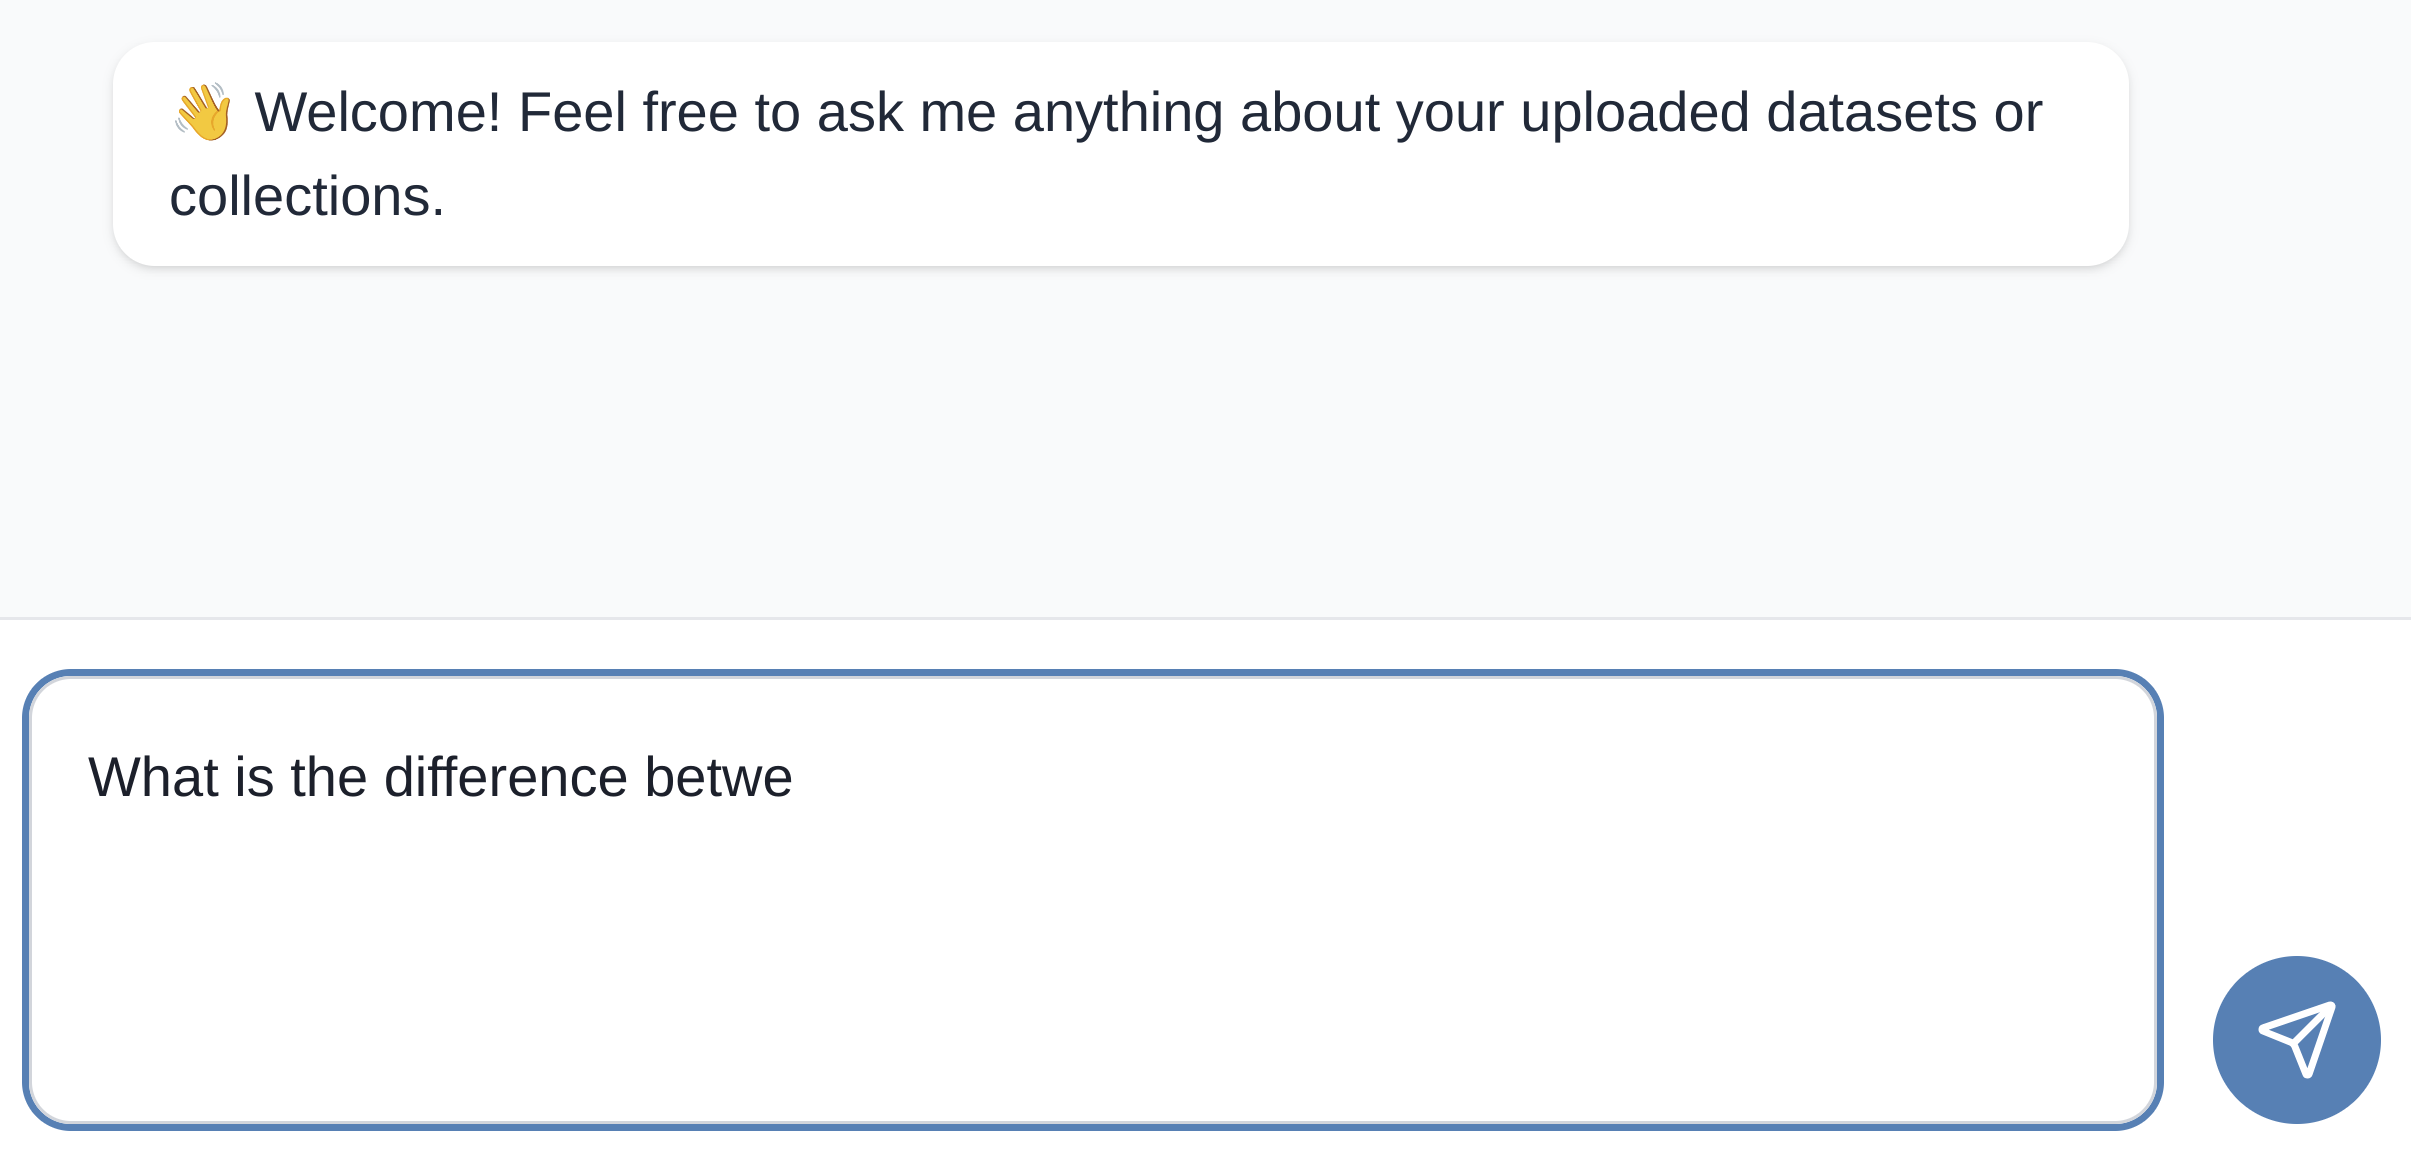 👋 Welcome! Feel free to ask me anything about your uploaded datasets or
collections.
What is the difference betwe